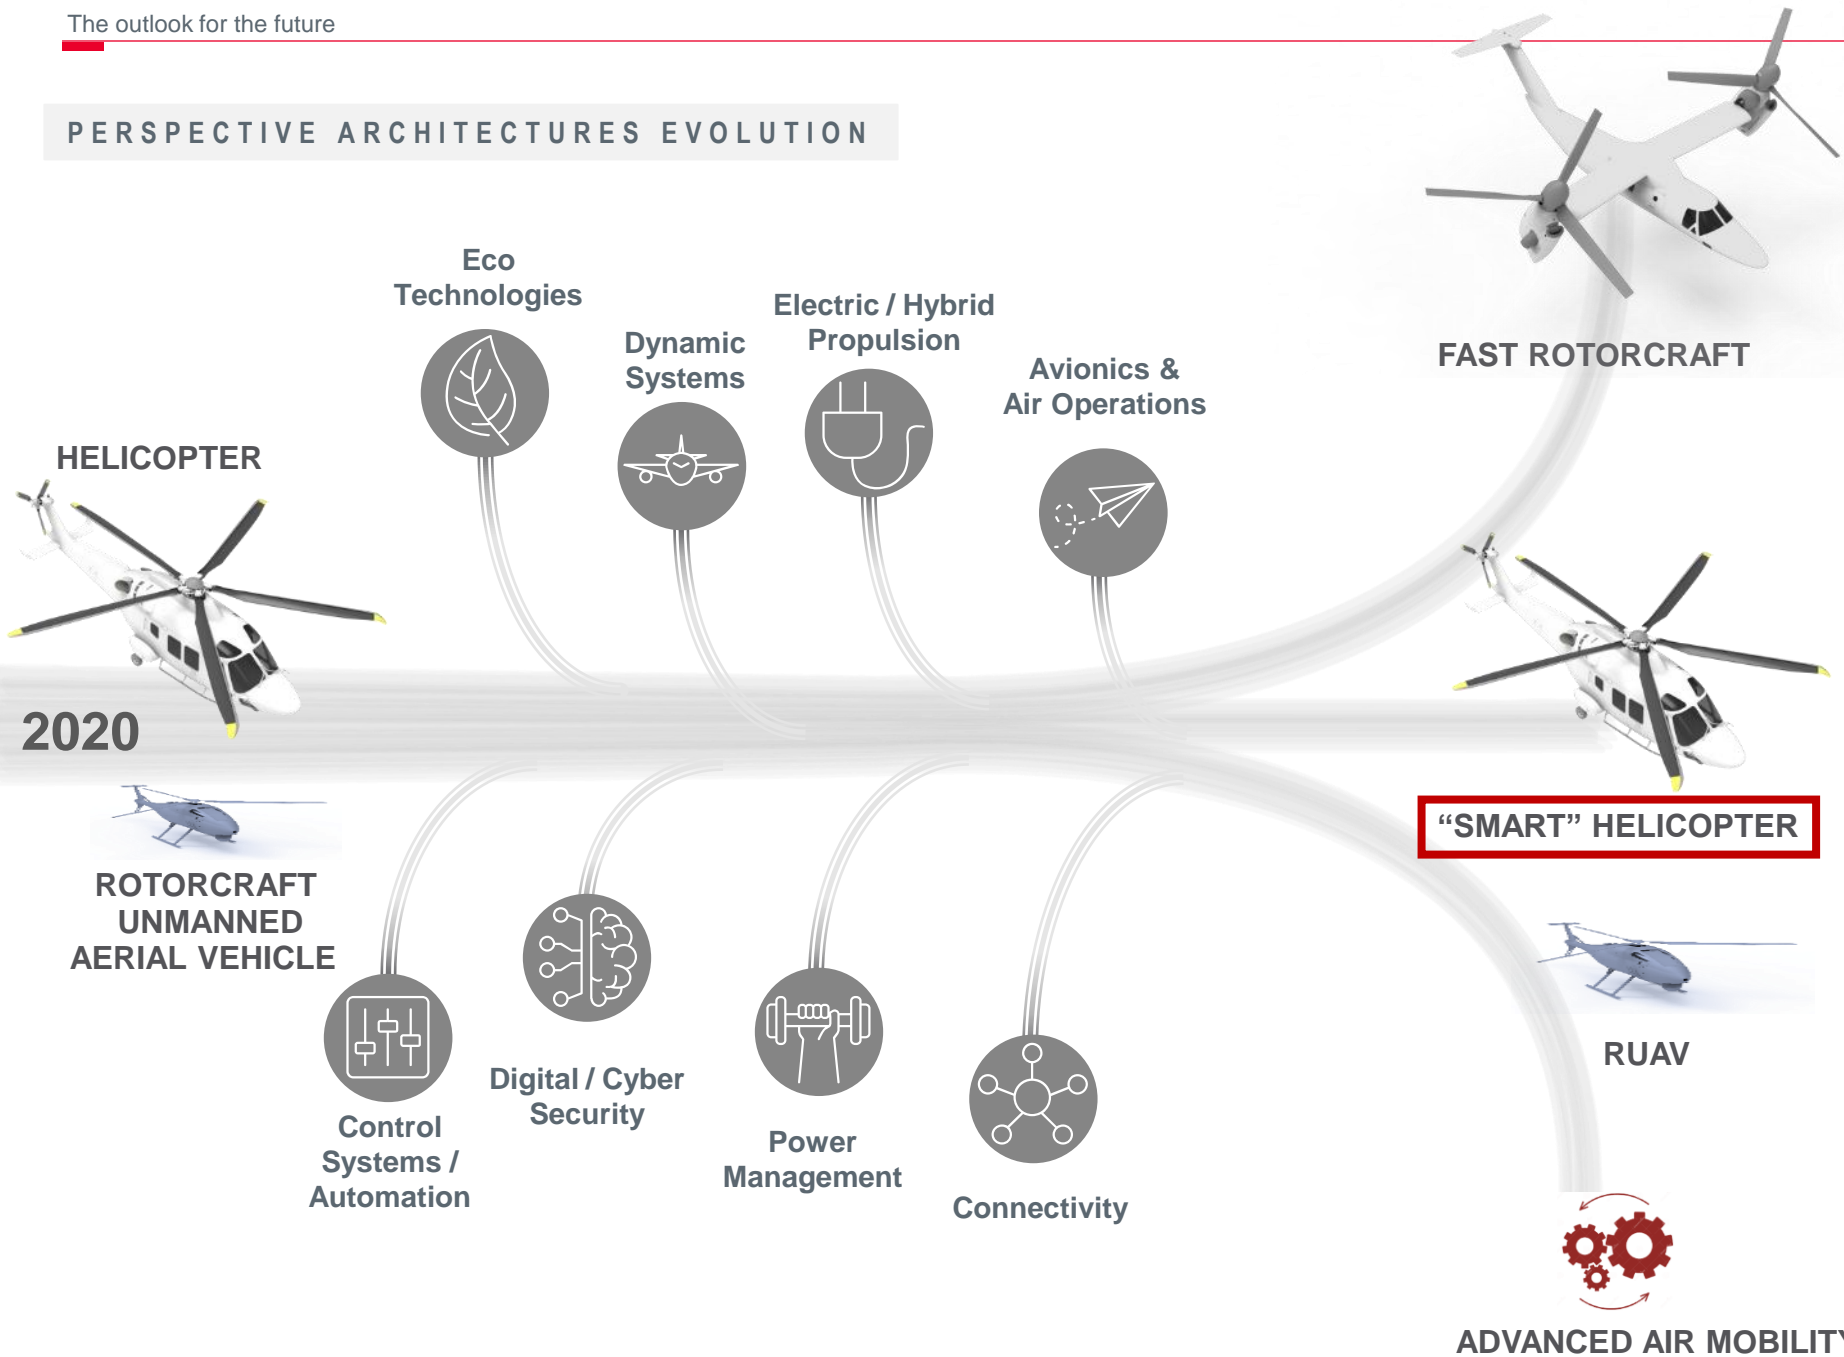 The outlook for the future
PERSPECTIVE ARCHITECTURES EVOLUTION
Eco
Technologies
Dynamic
Systems
Electric / Hybrid
Propulsion
Avionics &
Air Operations
FAST ROTORCRAFT
HELICOPTER
2020
"SMART" HELICOPTER
ROTORCRAFT
UNMANNED
AERIAL VEHICLE
RUAV
Control
Systems /
Automation
Digital / Cyber
Security
Power
Management
Connectivity
ADVANCED AIR MOBILITY